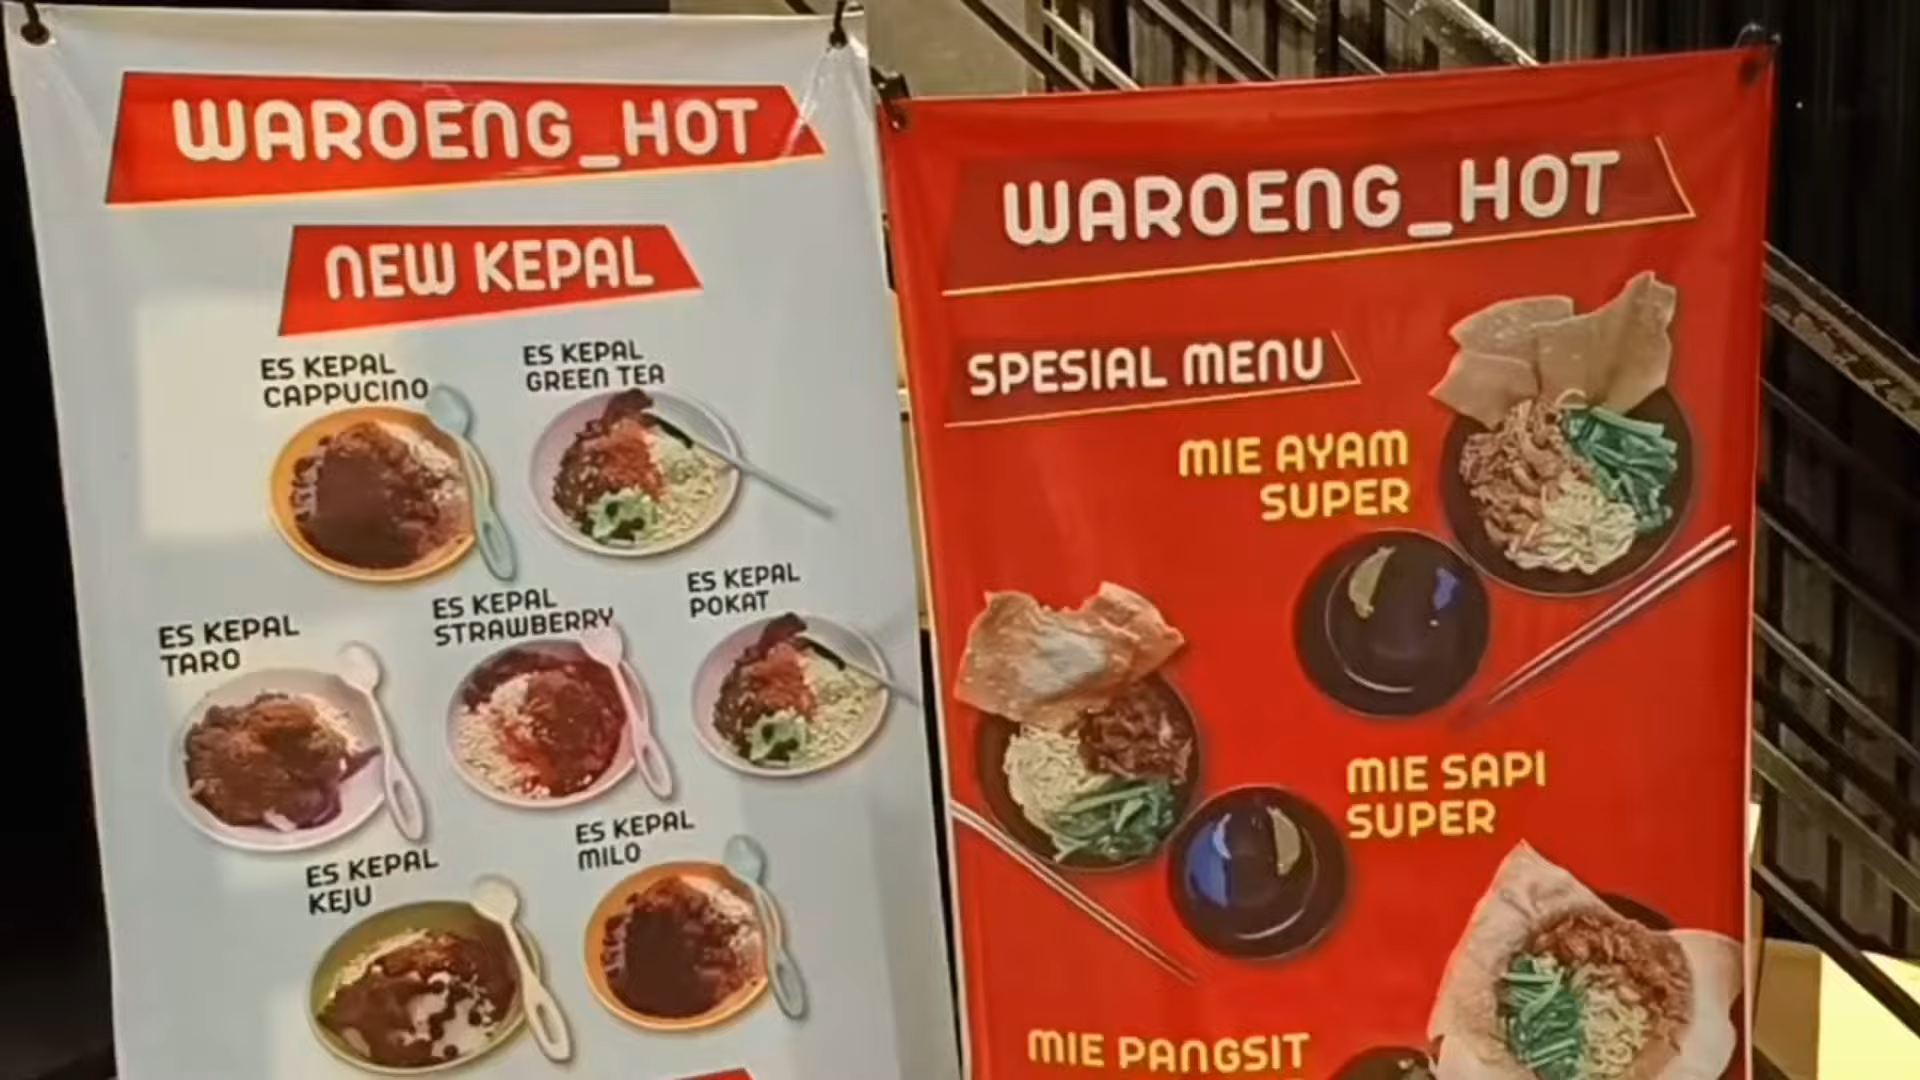 WAROENG_HOT
NEW KEPAL
ES KEPAL
CAPPUCINO
ES KEPAL
GREEN TEA
ES KEPAL
TARO
ES KEPAL
STRAWBERRY
ES KEPAL
POKAT
ES KEPAL
KEJU
ES KEPAL
MILO
WAROENG_HOT
SPESIAL MENU
MIE AYAM
SUPER
MIE SAPI
SUPER
MIE PANGSIT